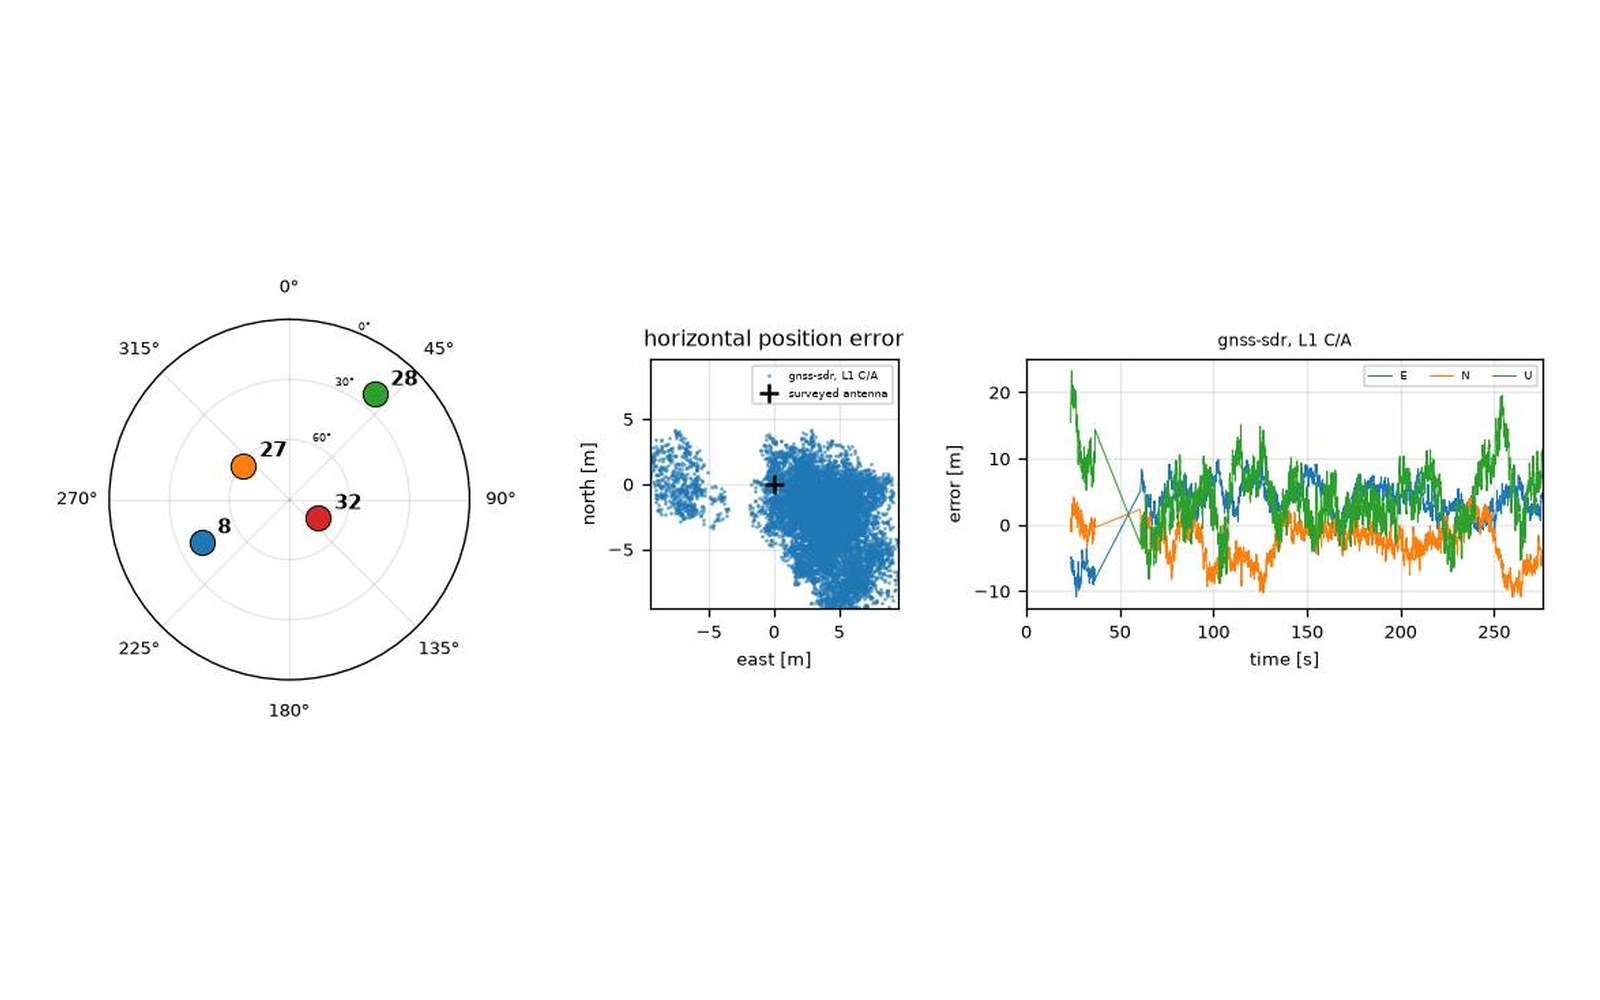 0°
315°
0°
45°
30°
28
60°
27
270°
90°
32
8
225°
135°
180°
horizontal position error
gnss-sdr, L1 C/A
surveyed antenna
north [m]
5
0
−5
−5
0
5
east [m]
gnss-sdr, L1 C/A
E
N
U
error [m]
20
10
0
−10
0
50
100
150
200
250
time [s]